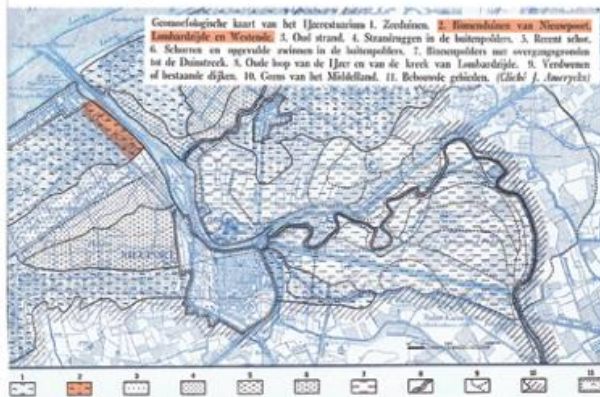 Geomorfologische kaart van het IJzerestuarium 1. Zeeduinen. 2. Binnenduinen van Nieuwpoort,
Lombardzijde en Westende. 3. Oud strand. 4. Strandruggen in de buitenpolders. 5. Recent schor.
6. Schorren en opgevulde zwinnen in de buitenpolders. 7. Binnenpolders met overgangsgronden
tot de Duinstreek. 8. Oude loop van de IJzer en van de kreek van Lombardzijde. 9. Verdwenen
of bestaande dijken. 10. Grens van het Middelland. 11. Bebouwde gebieden. (Cliché J. Ameryckx)
NIEUPORT
1 2 3 4 5 6 7 8 9 10 11